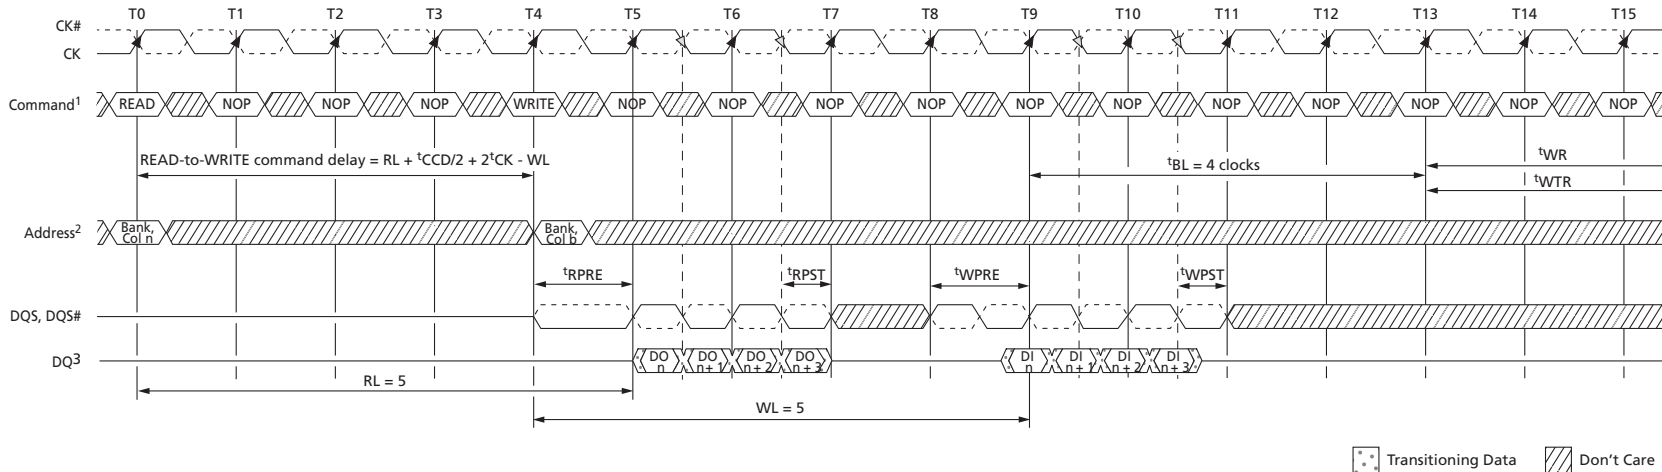 T0 T1 T2 T3 T4 T5 T6 T7 T8 T9 T10 T11 T12 T13 T14 T15
CK#
CK
Command1 READ NOP NOP NOP WRITE NOP NOP NOP NOP NOP NOP NOP NOP NOP NOP NOP
READ-to-WRITE command delay = RL + tCCD/2 + 2tCK - WL
tBL = 4 clocks
tWR
tWTR
Address2 Bank, Col n Bank, Col b
tRPRE tRPST tWPRE tWPST
DQS, DQS#
DQ3 DO n DO n + 1 DO n + 2 DO n + 3 DI n DI n + 1 DI n + 2 DI n + 3
RL = 5
WL = 5
Transitioning Data Don't Care